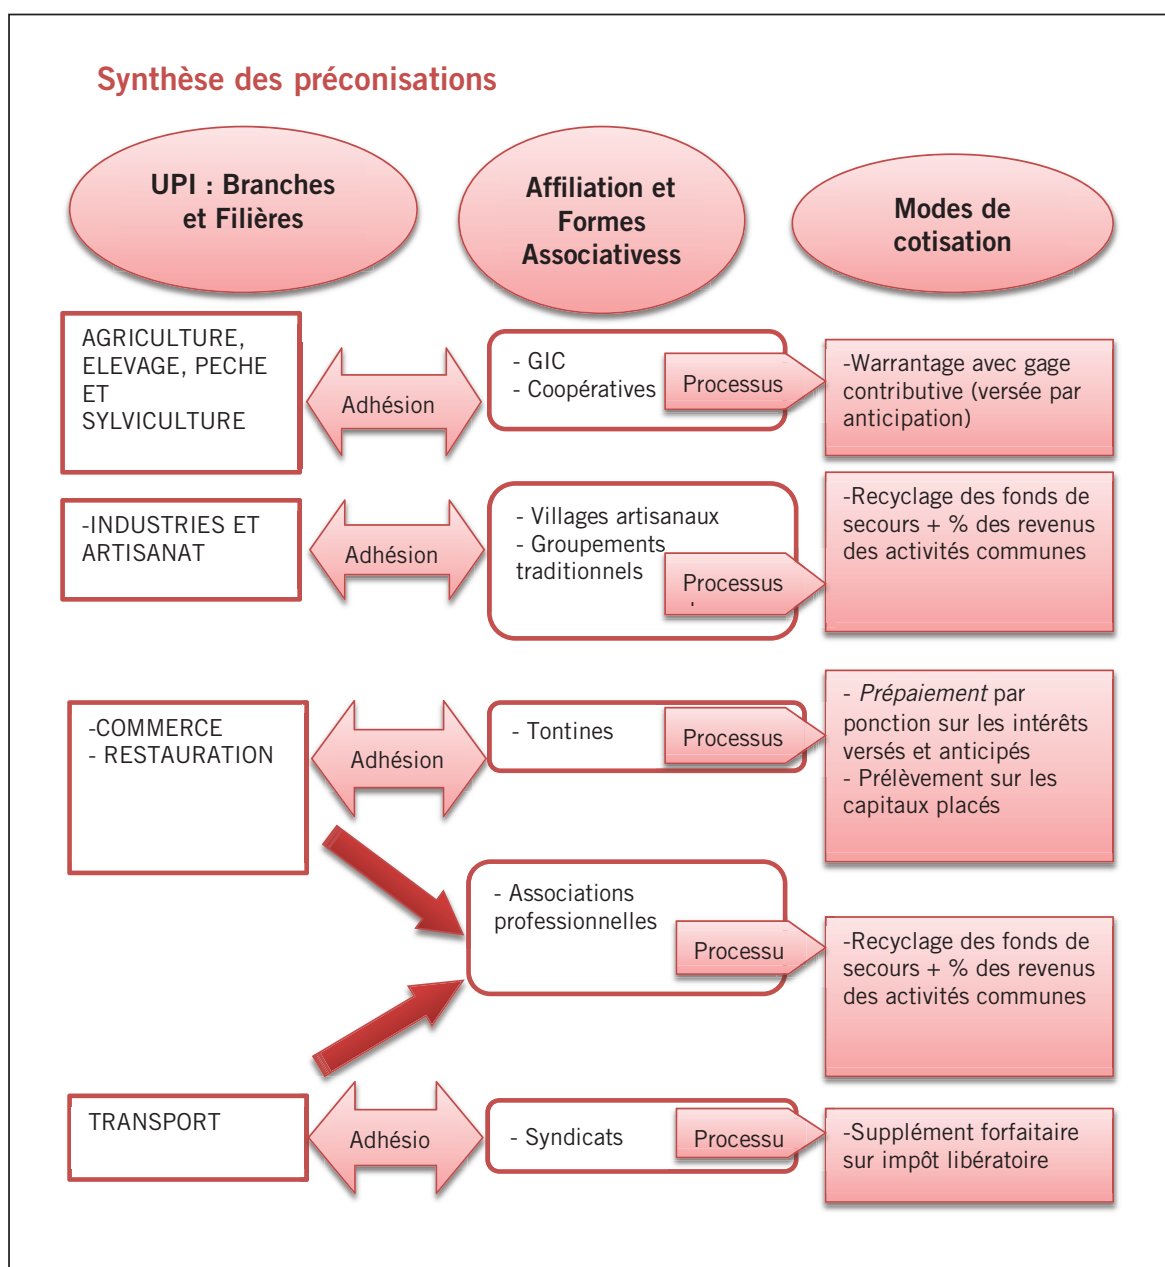 Synthèse des préconisations
UPI : Branches
et Filières
Affiliation et
Formes
Associativess
Modes de
cotisation
AGRICULTURE,
ELEVAGE, PECHE
ET
SYLVICULTURE
Adhésion
- GIC
- Coopératives
Processus
-Warrantage avec gage
contributive (versée par
anticipation)
-INDUSTRIES ET
ARTISANAT
Adhésion
- Villages artisanaux
- Groupements
traditionnels
Processus
-Recyclage des fonds de
secours + % des revenus
des activités communes
-COMMERCE
- RESTAURATION
Adhésion
- Tontines
Processus
- Prépaiement par
ponction sur les intérêts
versés et anticipés
- Prélèvement sur les
capitaux placés
- Associations
professionnelles
Processu
-Recyclage des fonds de
secours + % des revenus
des activités communes
TRANSPORT
Adhésio
- Syndicats
Processu
-Supplément forfaitaire
sur impôt libératoire